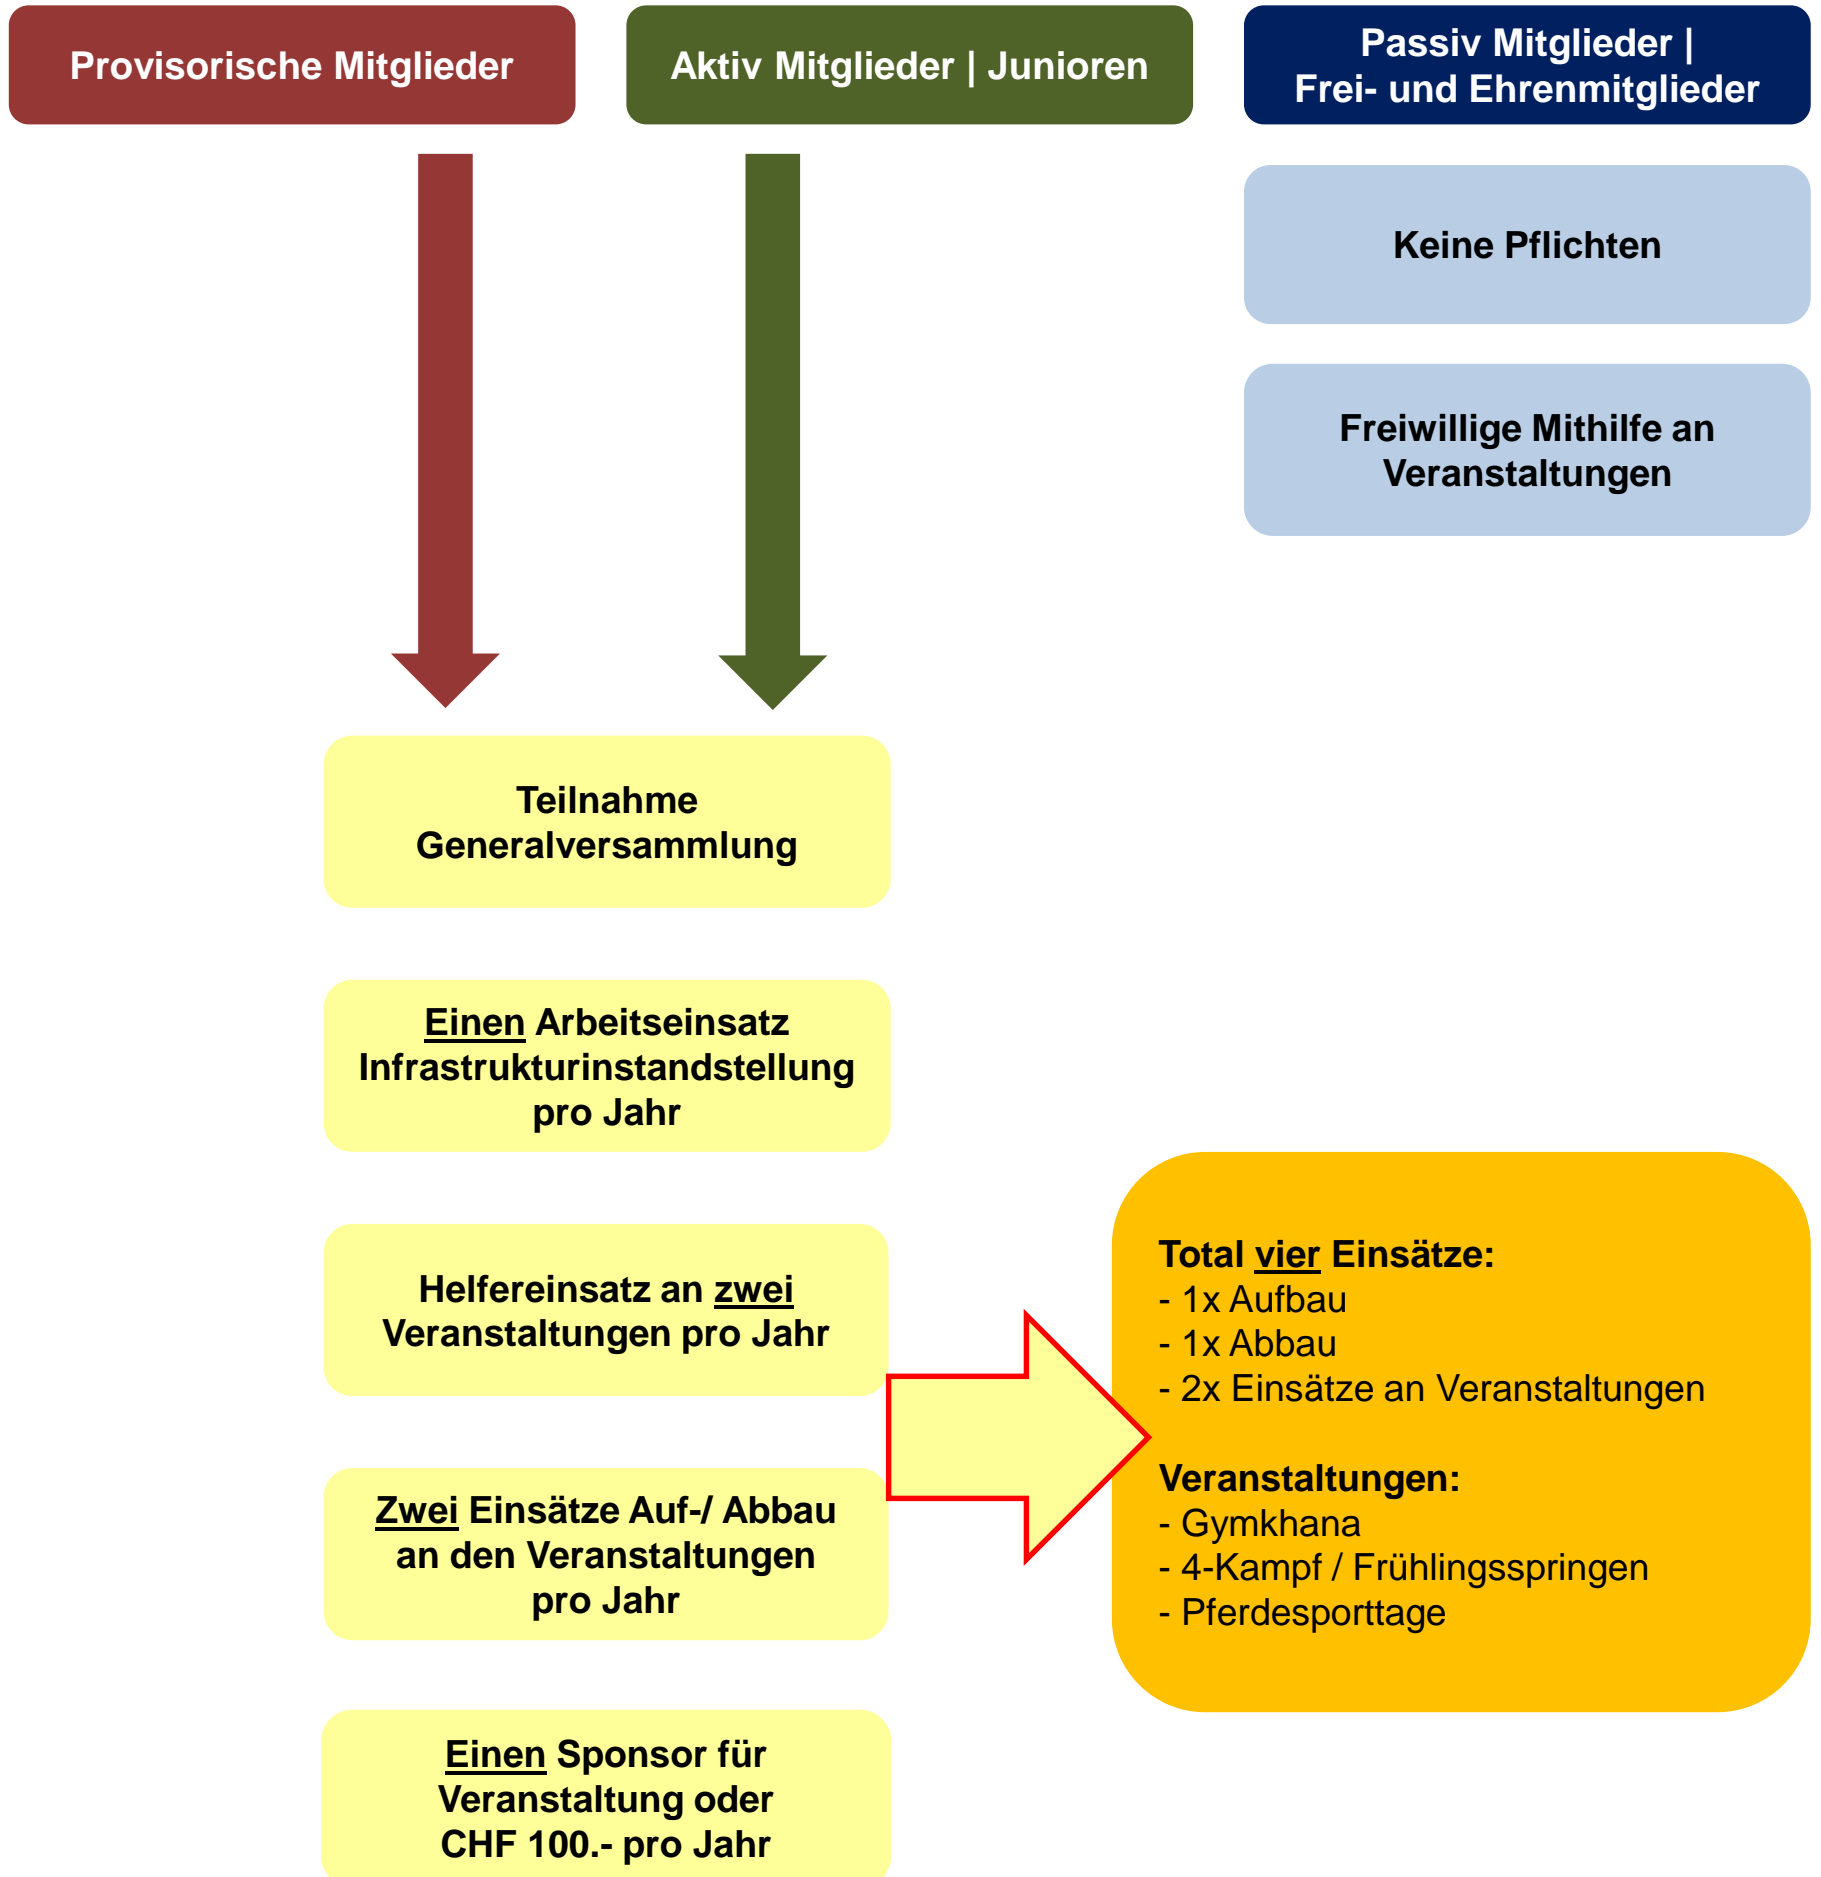 Provisorische Mitglieder
Aktiv Mitglieder | Junioren
Passiv Mitglieder |
Frei- und Ehrenmitglieder
Keine Pflichten
Freiwillige Mithilfe an
Veranstaltungen
Teilnahme
Generalversammlung
Einen Arbeitseinsatz
Infrastrukturinstandstellung
pro Jahr
Helfereinsatz an zwei
Veranstaltungen pro Jahr
Zwei Einsätze Auf-/ Abbau
an den Veranstaltungen
pro Jahr
Einen Sponsor für
Veranstaltung oder
CHF 100.- pro Jahr
Total vier Einsätze:
- 1x Aufbau
- 1x Abbau
- 2x Einsätze an Veranstaltungen
Veranstaltungen:
- Gymkhana
- 4-Kampf / Frühlingsspringen
- Pferdesporttage